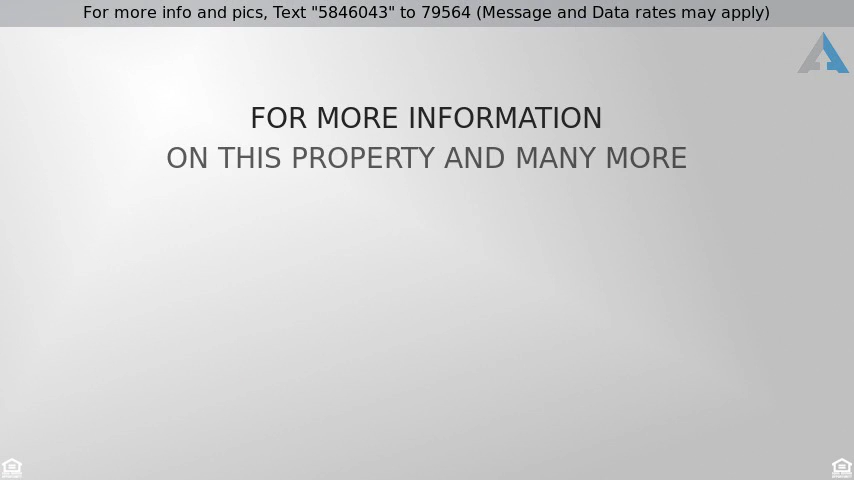 For more info and pics, Text "5846043" to 79564 (Message and Data rates may apply)
FOR MORE INFORMATION
ON THIS PROPERTY AND MANY MORE